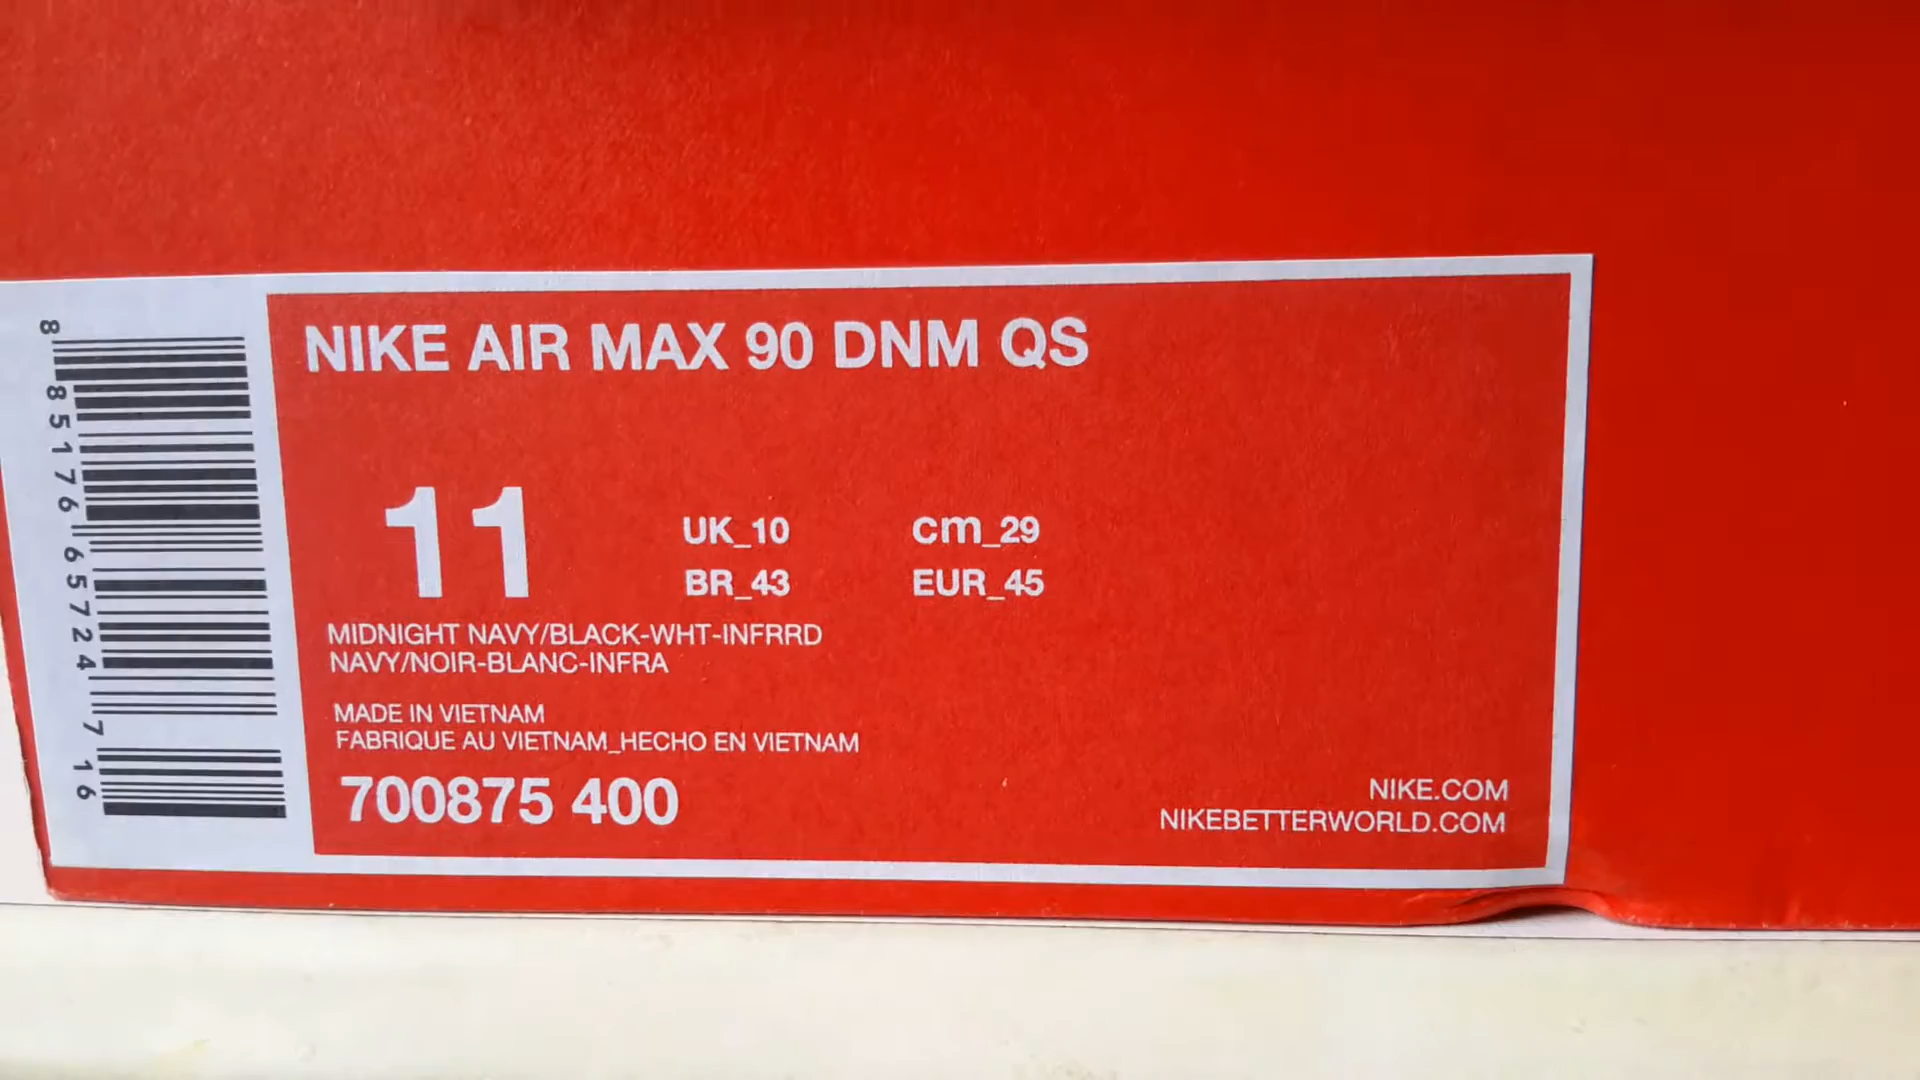 8 85176 65724 7 16
NIKE AIR MAX 90 DNM QS
11
UK_10 cm_29
BR_43 EUR_45
MIDNIGHT NAVY/BLACK-WHT-INFRRD
NAVY/NOIR-BLANC-INFRA
MADE IN VIETNAM
FABRIQUE AU VIETNAM_HECHO EN VIETNAM
700875 400
NIKE.COM
NIKEBETTERWORLD.COM